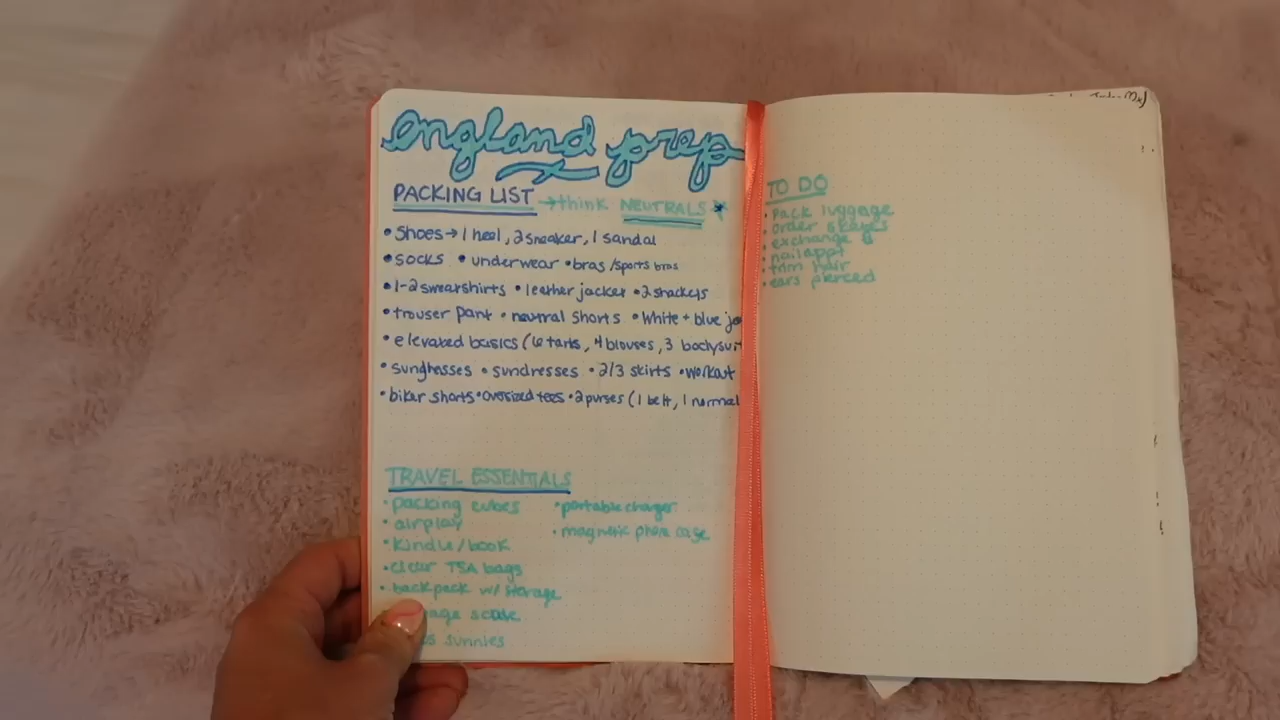 england prep
PACKING LIST → think NEUTRALS *
• Shoes → 1 heel, 2 sneaker, 1 sandal
• SOCKS • underwear • bras / sports bras
• 1-2 sweatshirts • leather jacket • 2 shackets
• trouser pant • neutral shorts • White + blue
• elevated basics (6 tanks, 4 blouses, 3 bodysuit
• sunglasses • sundresses • 2/3 skirts • workout
• biker shorts • oversized tees • 2 purses (1 belt, 1 normal
TRAVEL ESSENTIALS
• packing cubes
• airplay
• kindle / book
• clear TSA bags
• backpack w/ storage
scale
sunnies
• portable charger
• magnetic phone case
TO DO
• Pack luggage
• order
• exchange
• nail appt
• trim hair
• ears pierced